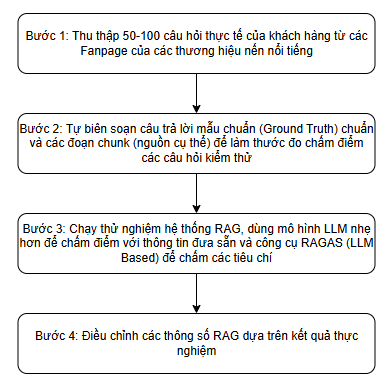 Bước 1: Thu thập 50-100 câu hỏi thực tế của khách hàng từ các
Fanpage của các thương hiệu nến nổi tiếng
Bước 2: Tự biên soạn câu trả lời mẫu chuẩn (Ground Truth) chuẩn
và các đoạn chunk (nguồn cụ thể) để làm thước đo chấm điểm
các câu hỏi kiểm thử
Bước 3: Chạy thử nghiệm hệ thống RAG, dùng mô hình LLM nhẹ
hơn để chấm điểm với thông tin đưa sẵn và công cụ RAGAS (LLM
Based) để chấm các tiêu chí
Bước 4: Điều chỉnh các thông số RAG dựa trên kết quả thực
nghiệm